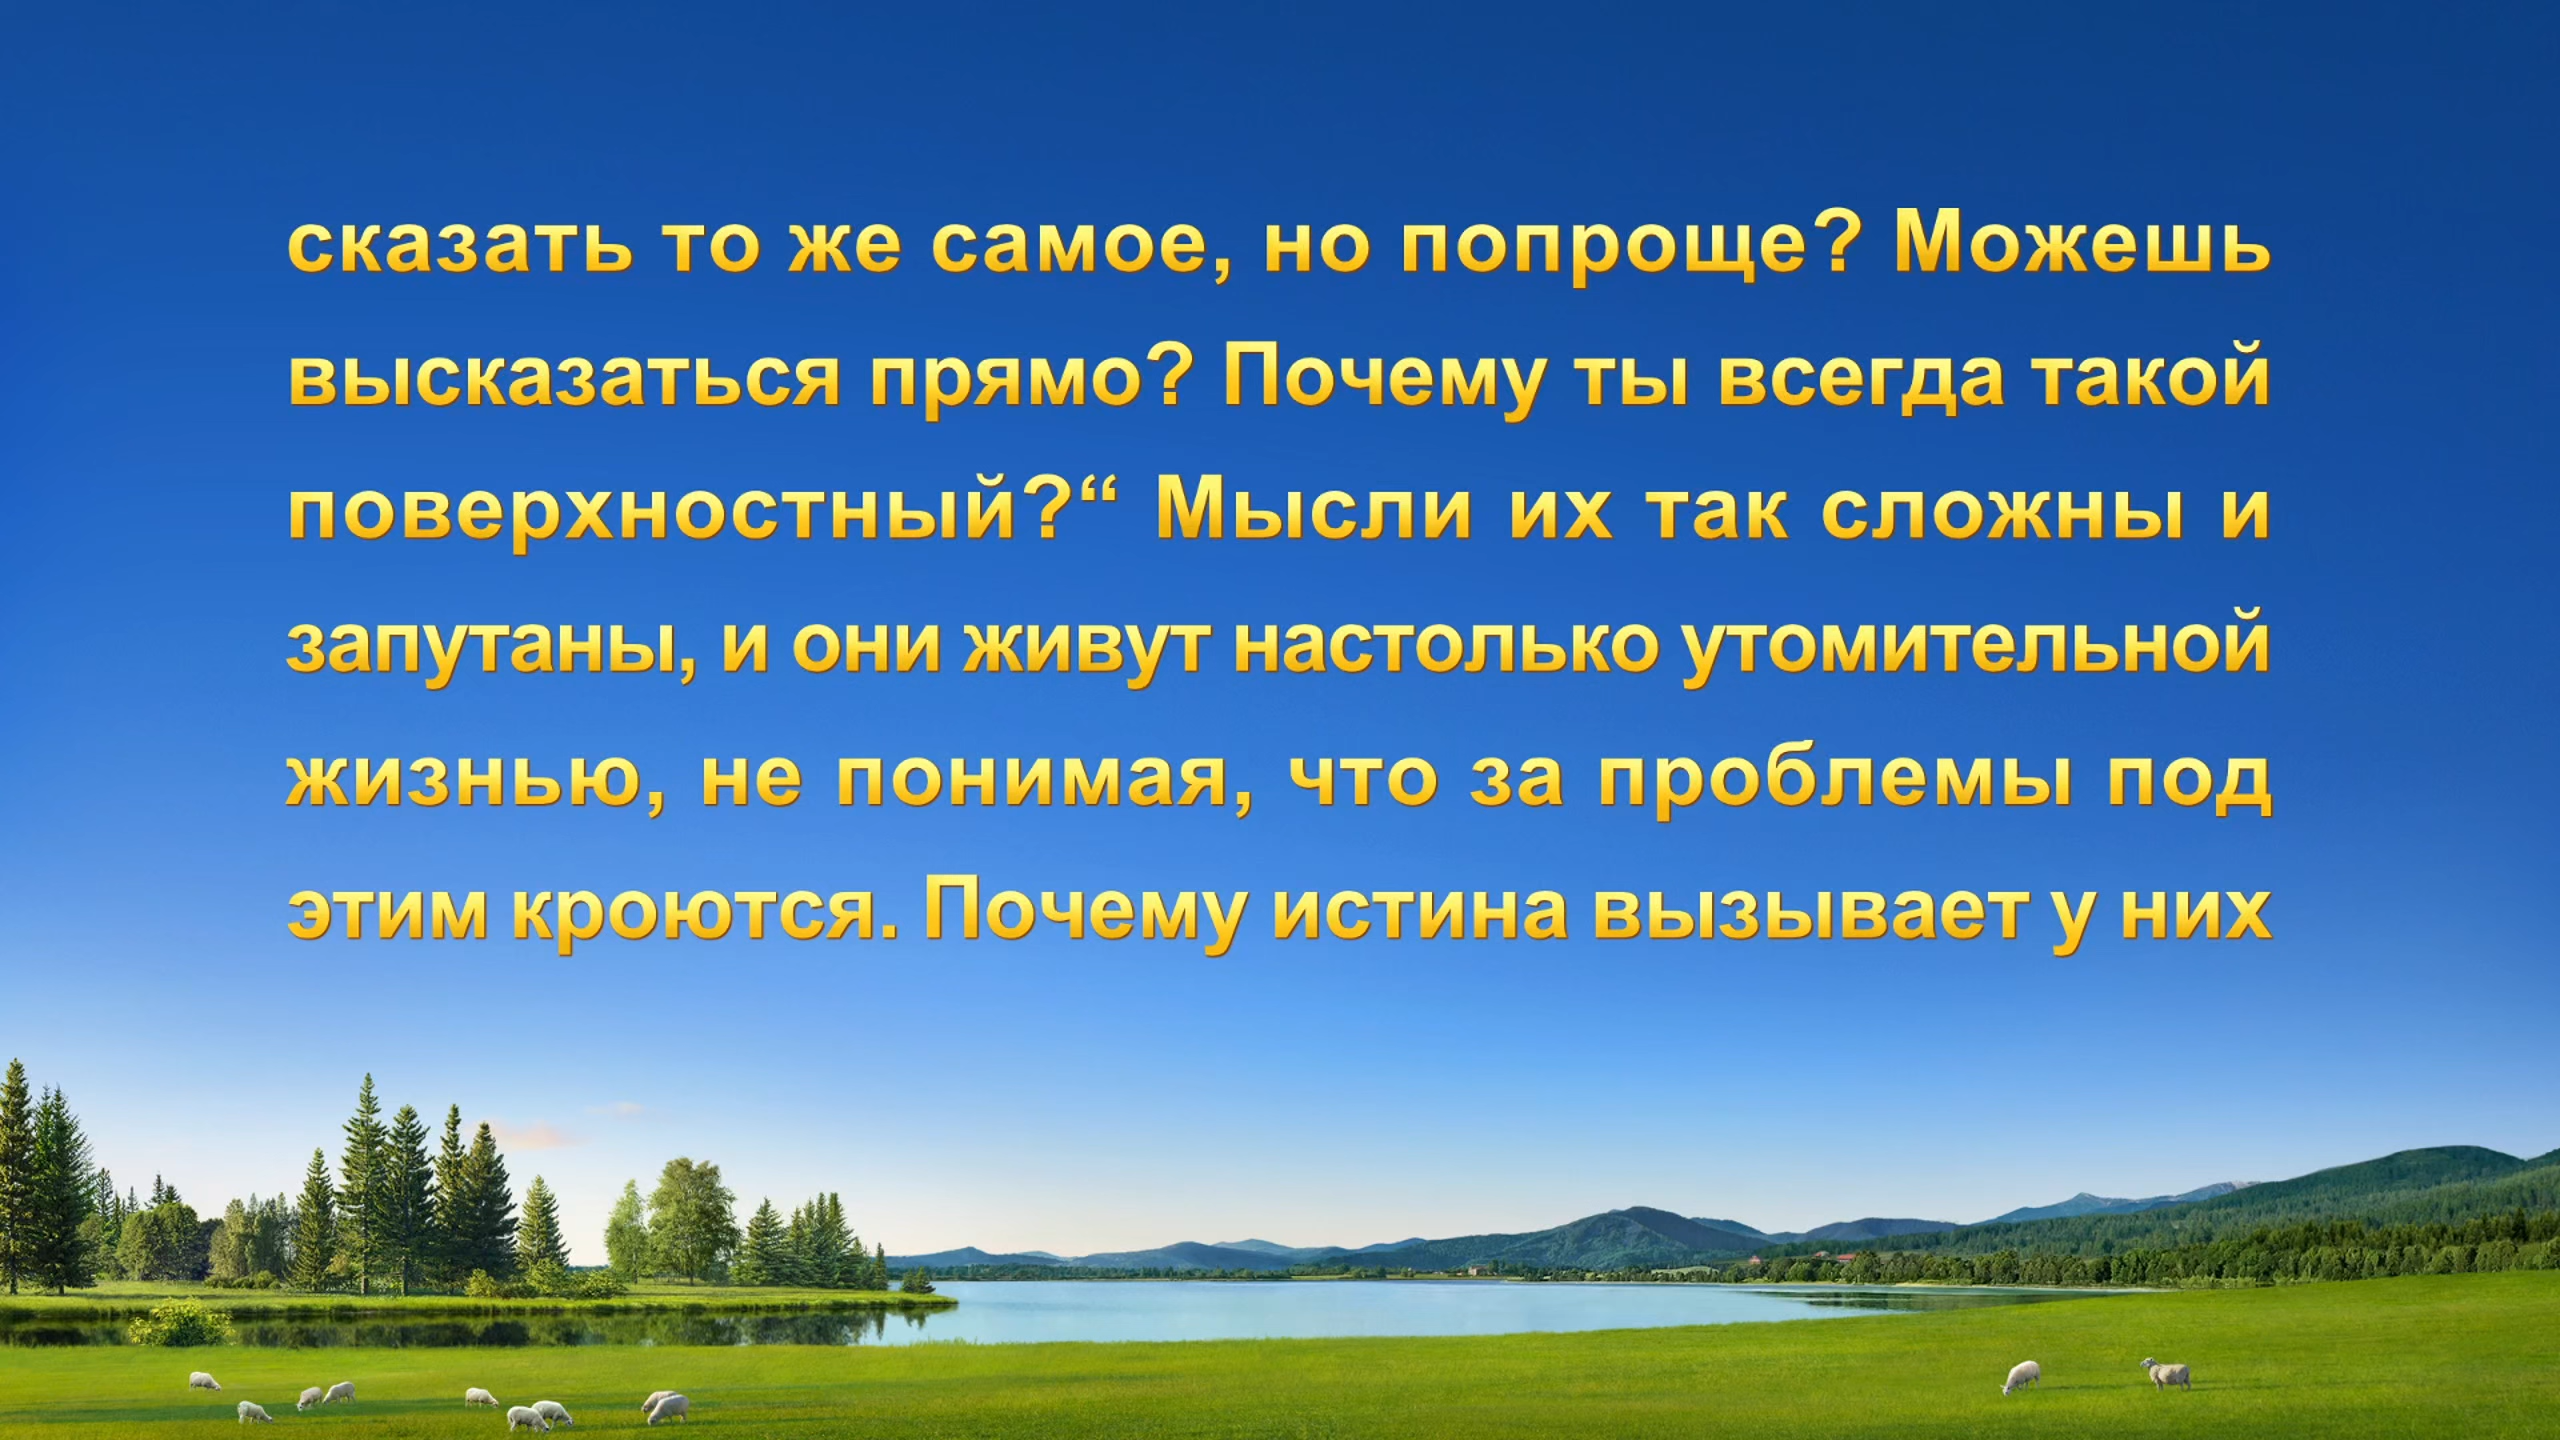 сказать то же самое, но попроще? Можешь
высказаться прямо? Почему ты всегда такой
поверхностный?“ Мысли их так сложны и
запутаны, и они живут настолько утомительной
жизнью, не понимая, что за проблемы под
этим кроются. Почему истина вызывает у них